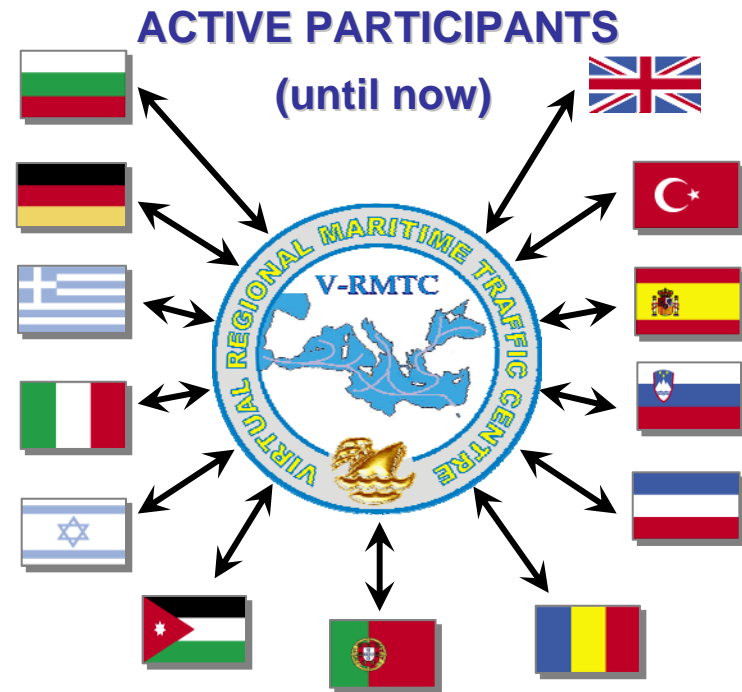 ACTIVE PARTICIPANTS
(until now)
VIRTUAL REGIONAL MARITIME TRAFFIC CENTRE
V-RMTC